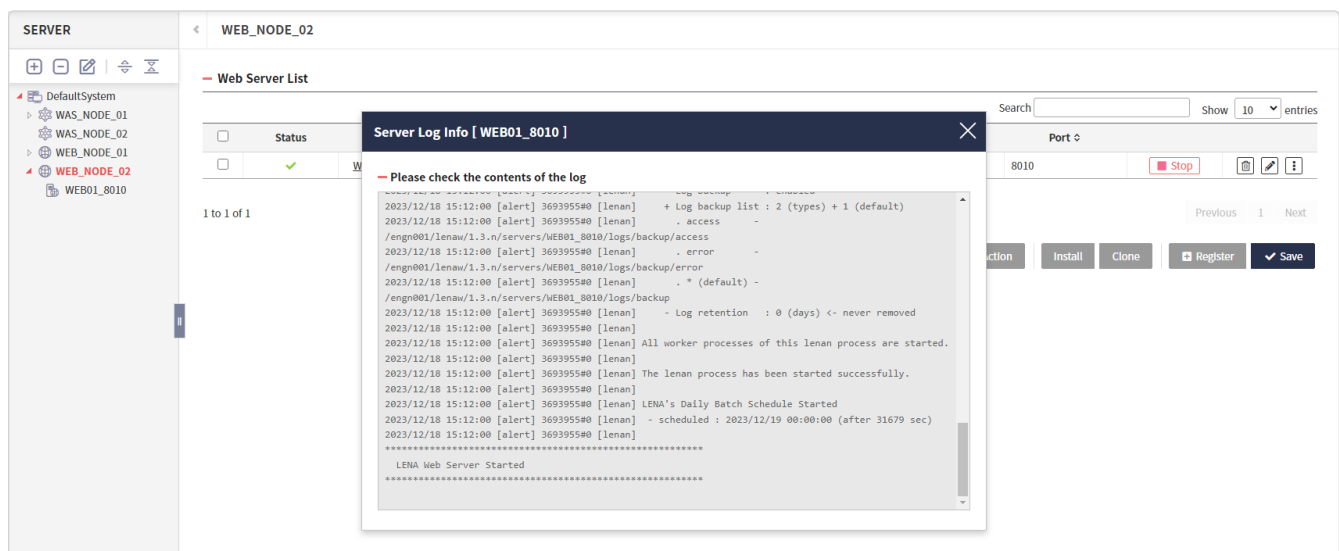 SERVER
WEB_NODE_02
DefaultSystem
WAS_NODE_01
WAS_NODE_02
WEB_NODE_01
WEB_NODE_02
WEB01_8010
Web Server List
Search
Show 10 entries
Status
Port
W
8010
Stop
1 to 1 of 1
Previous 1 Next
Install
Clone
Register
Save
Server Log Info [ WEB01_8010 ]
Please check the contents of the log
2023/12/18 15:12:00 [alert] 3693955#0 [lenan] - Log backup : enabled
2023/12/18 15:12:00 [alert] 3693955#0 [lenan] + Log backup list : 2 (types) + 1 (default)
2023/12/18 15:12:00 [alert] 3693955#0 [lenan] . access -
/engn001/lenaw/1.3.n/servers/WEB01_8010/logs/backup/access
2023/12/18 15:12:00 [alert] 3693955#0 [lenan] . error -
/engn001/lenaw/1.3.n/servers/WEB01_8010/logs/backup/error
2023/12/18 15:12:00 [alert] 3693955#0 [lenan] . * (default) -
/engn001/lenaw/1.3.n/servers/WEB01_8010/logs/backup
2023/12/18 15:12:00 [alert] 3693955#0 [lenan] - Log retention : 0 (days) <- never removed
2023/12/18 15:12:00 [alert] 3693955#0 [lenan]
2023/12/18 15:12:00 [alert] 3693955#0 [lenan] All worker processes of this lenan process are started.
2023/12/18 15:12:00 [alert] 3693955#0 [lenan]
2023/12/18 15:12:00 [alert] 3693955#0 [lenan] The lenan process has been started successfully.
2023/12/18 15:12:00 [alert] 3693955#0 [lenan]
2023/12/18 15:12:00 [alert] 3693955#0 [lenan] LENA's Daily Batch Schedule Started
2023/12/18 15:12:00 [alert] 3693955#0 [lenan] - scheduled : 2023/12/19 00:00:00 (after 31679 sec)
2023/12/18 15:12:00 [alert] 3693955#0 [lenan]
*********************************************************
LENA Web Server Started
*********************************************************